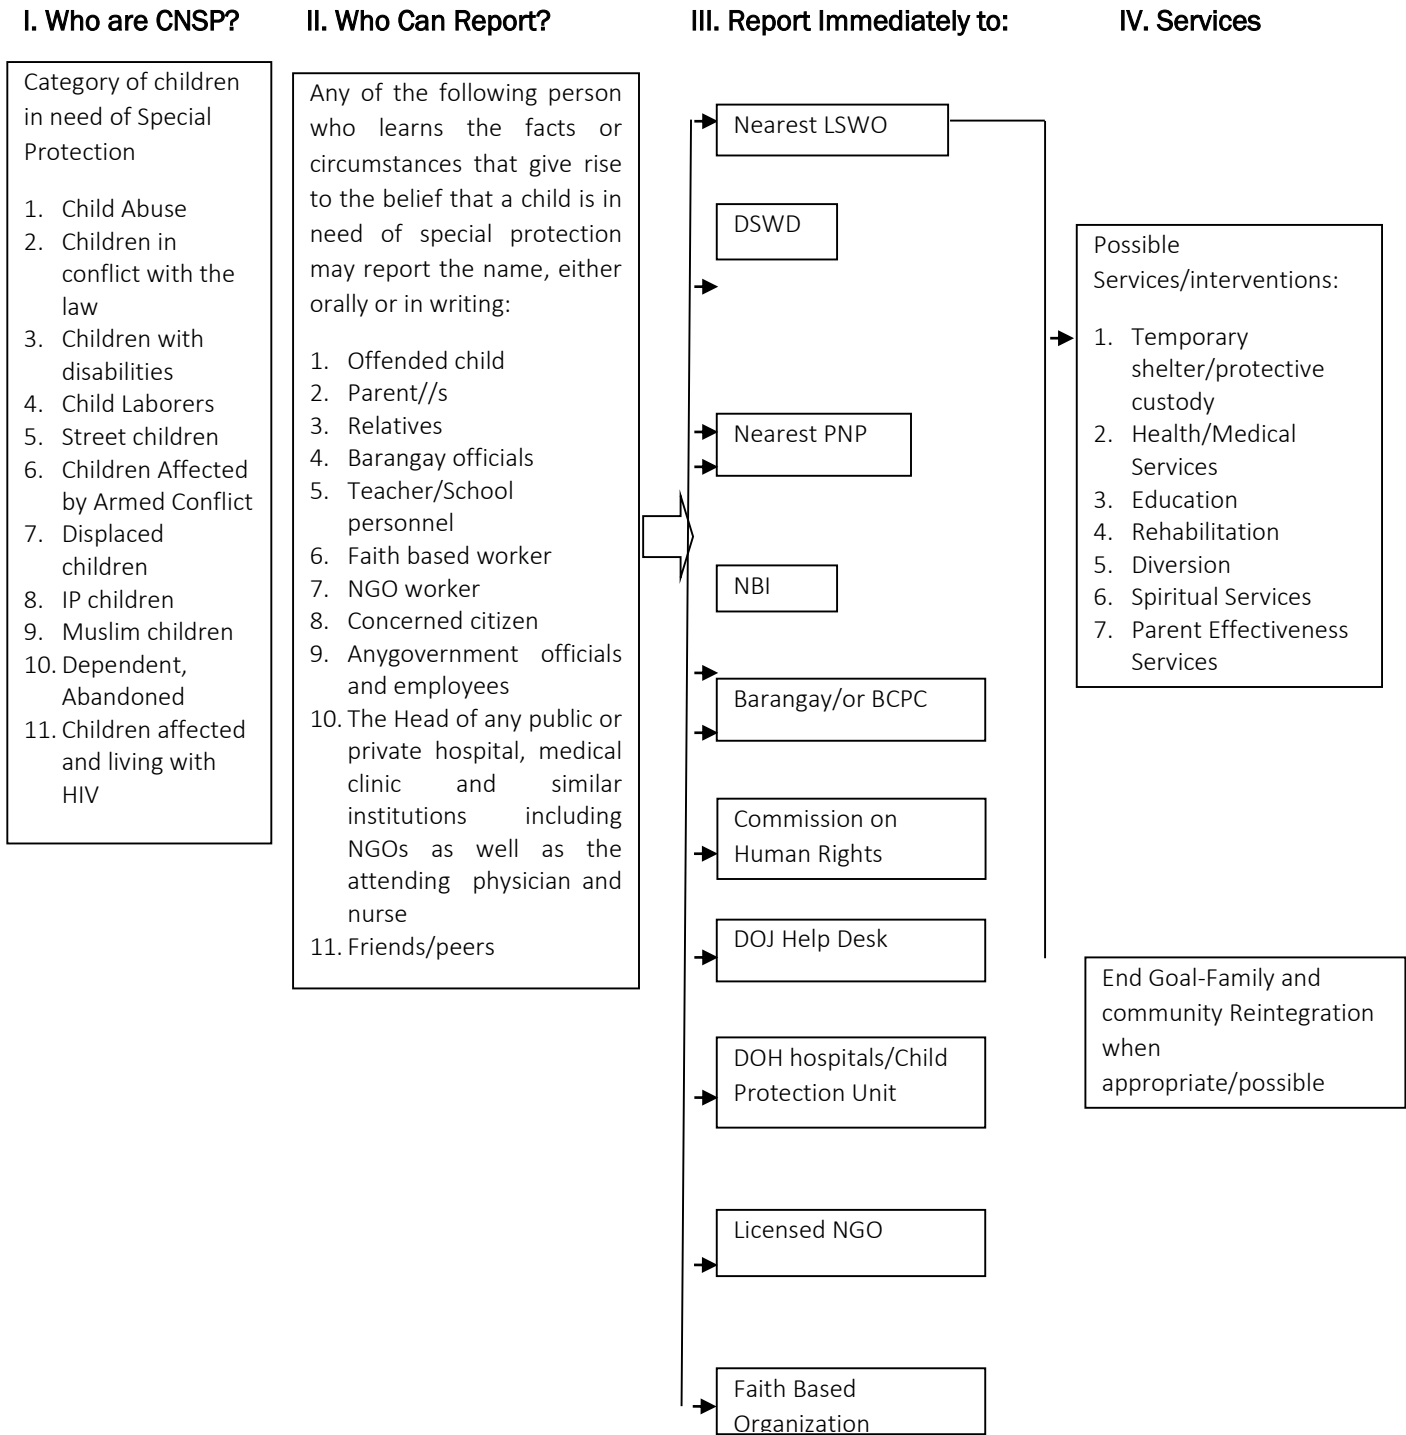 I. Who are CNSP?
II. Who Can Report?
III. Report Immediately to:
IV. Services
Category of children
in need of Special
Protection
1. Child Abuse
2. Children in
conflict with the
law
3. Children with
disabilities
4. Child Laborers
5. Street children
6. Children Affected
by Armed Conflict
7. Displaced
children
8. IP children
9. Muslim children
10. Dependent,
Abandoned
11. Children affected
and living with
HIV
Any of the following person
who learns the facts or
circumstances that give rise
to the belief that a child is in
need of special protection
may report the name, either
orally or in writing:
1. Offended child
2. Parent//s
3. Relatives
4. Barangay officials
5. Teacher/School
personnel
6. Faith based worker
7. NGO worker
8. Concerned citizen
9. Anygovernment officials
and employees
10. The Head of any public or
private hospital, medical
clinic and similar
institutions including
NGOs as well as the
attending physician and
nurse
11. Friends/peers
Nearest LSWO
DSWD
Nearest PNP
NBI
Barangay/or BCPC
Commission on
Human Rights
DOJ Help Desk
DOH hospitals/Child
Protection Unit
Licensed NGO
Faith Based
Organization
Possible
Services/interventions:
1. Temporary
shelter/protective
custody
2. Health/Medical
Services
3. Education
4. Rehabilitation
5. Diversion
6. Spiritual Services
7. Parent Effectiveness
Services
End Goal-Family and
community Reintegration
when
appropriate/possible